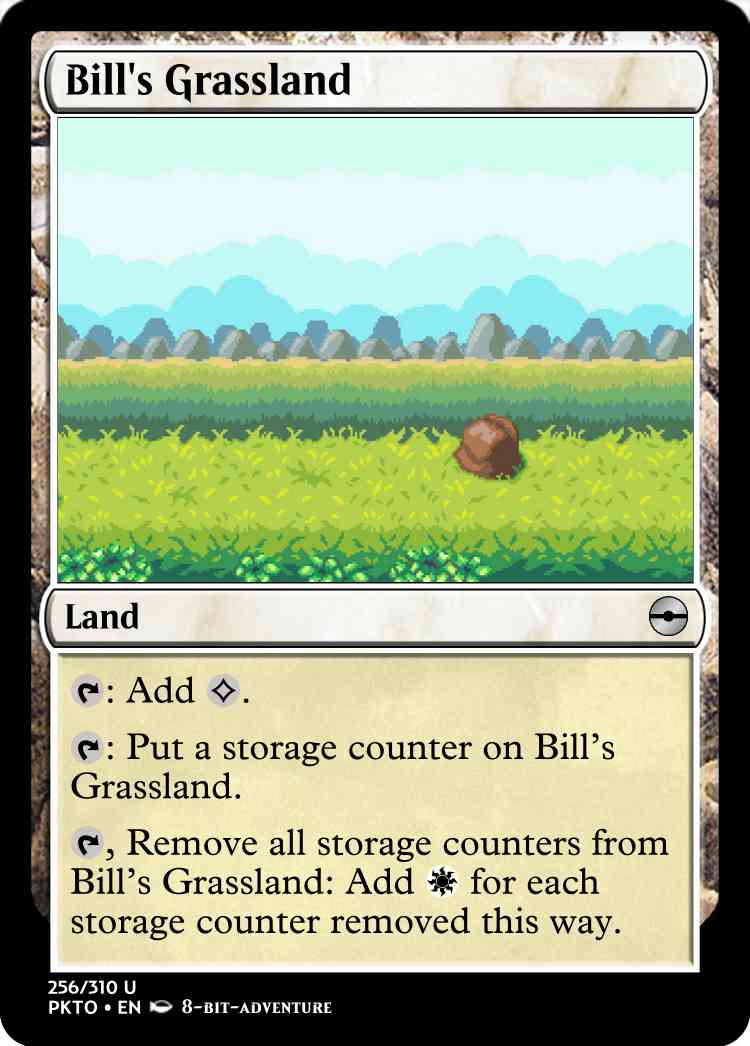 Bill's Grassland
Land
: Add .
: Put a storage counter on Bill’s
Grassland.
, Remove all storage counters from
Bill’s Grassland: Add for each
storage counter removed this way.
256/310 U
PKTO • EN 8-BIT-ADVENTURE